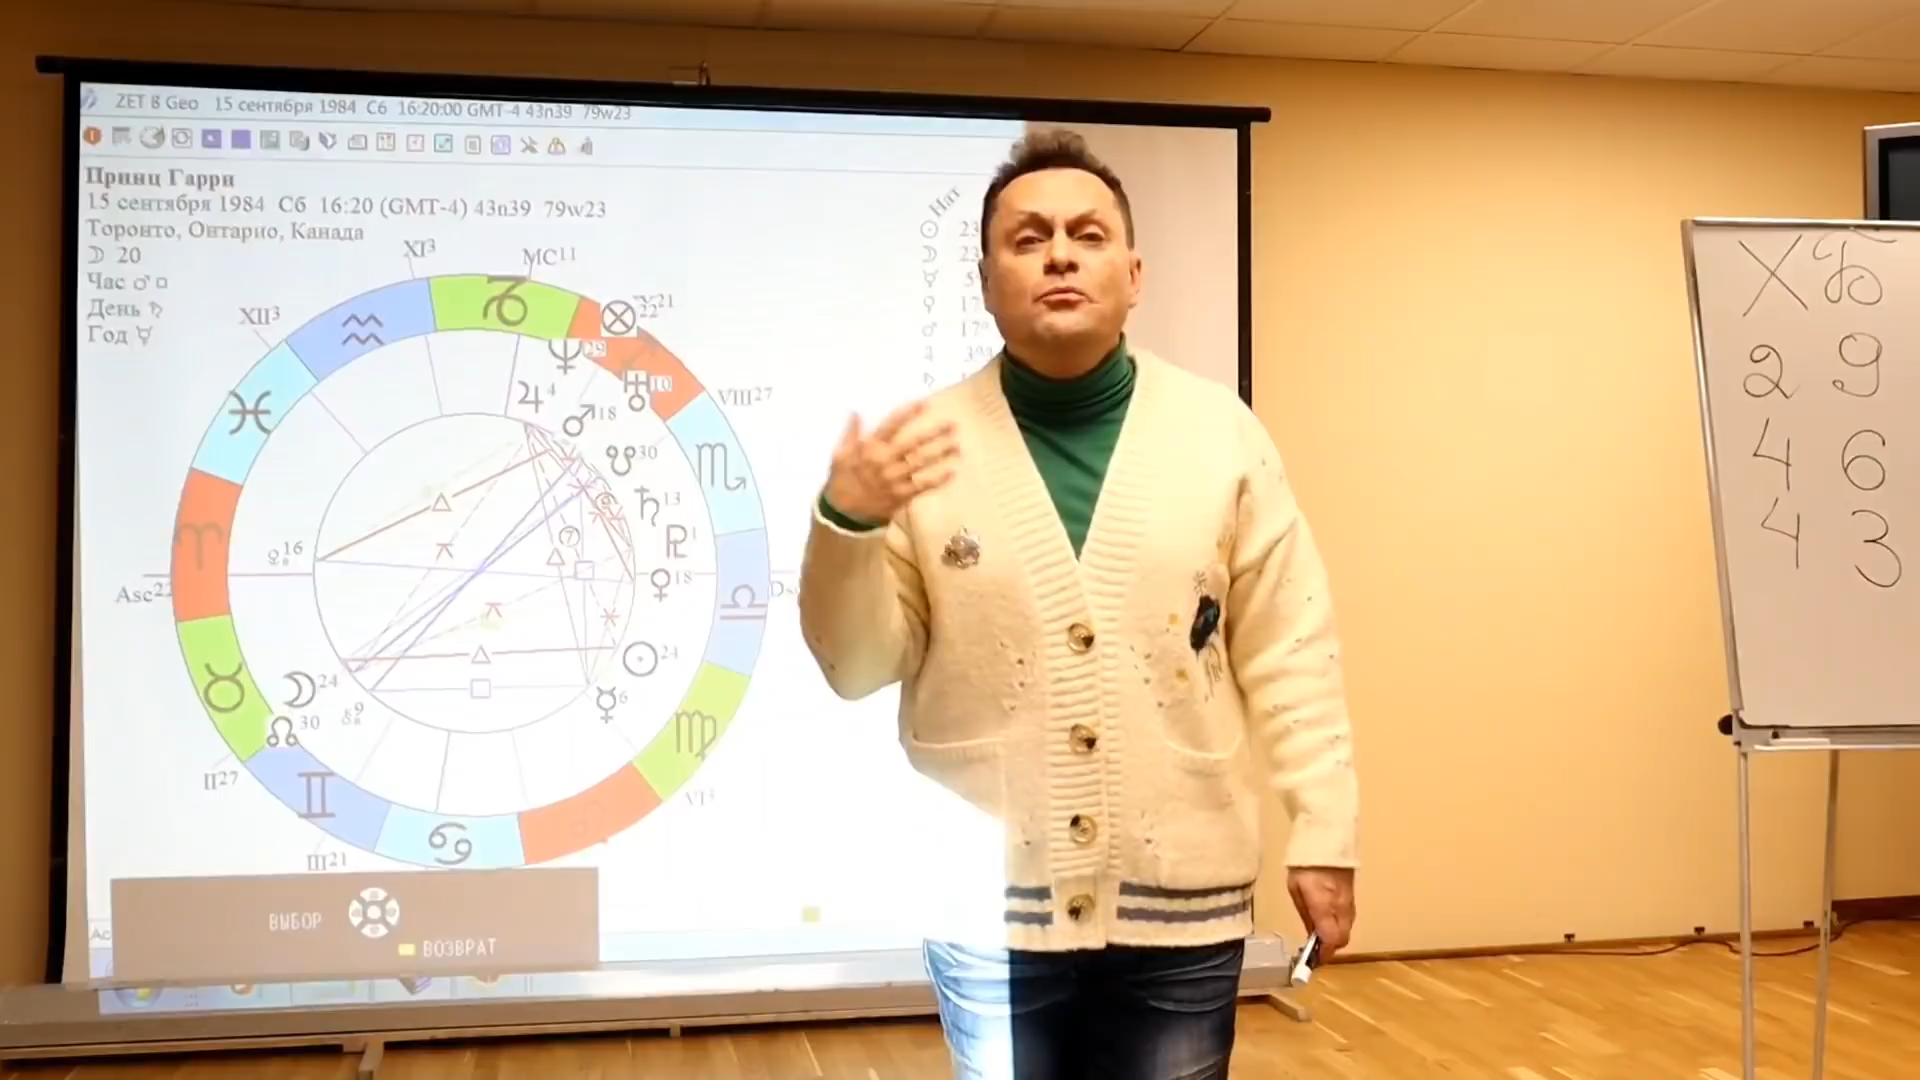 ZET 8 Geo 15 сентября 1984 Сб 16:20:00 GMT-4 43n39 79w23
Принц Гарри
15 сентября 1984 Сб 16:20 (GMT-4) 43n39 79w23
Торонто, Онтарио, Канада
☽ 20
Час ♂
День ♄
Год ☿
Нат
XI3
MC11
XII3
VIII27
Asc22
II27
III21
VI3
ВЫБОР
ВОЗВРАТ
Х Б
2 9
4 6
4 3